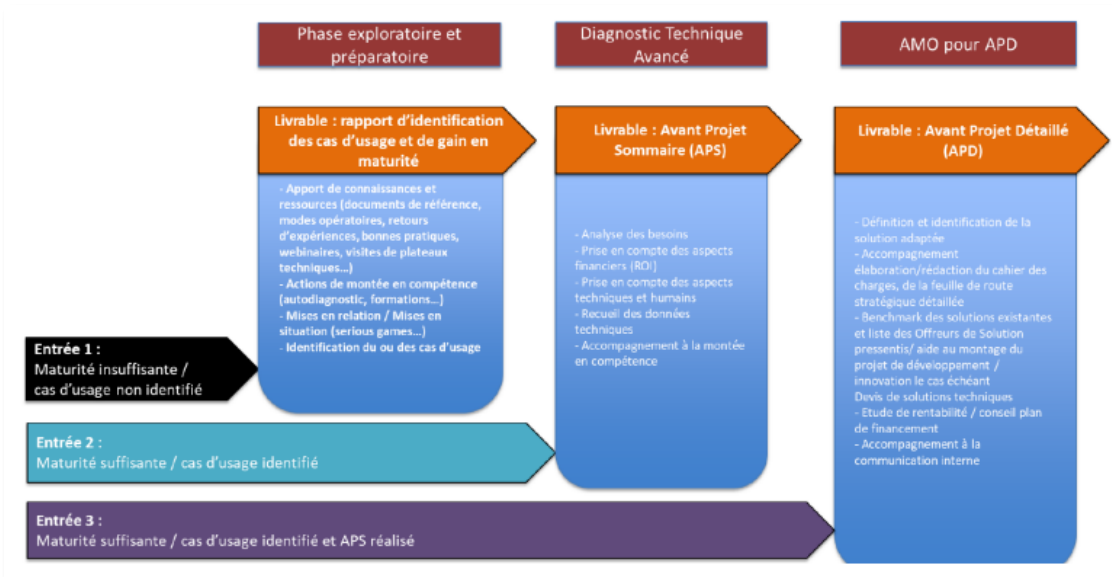 Phase exploratoire et
préparatoire
Diagnostic Technique
Avancé
AMO pour APD
Livrable : rapport d'identification
des cas d'usage et de gain en
maturité
Livrable : Avant Projet
Sommaire (APS)
Livrable : Avant Projet Détaillé
(APD)
- Apport de connaissances et
ressources (documents de référence,
modes opératoires, retours
d'expériences, bonnes pratiques,
webinaires, visites de plateaux
techniques...)
- Actions de montée en compétence
(autodiagnostic, formations...)
- Mises en relation / Mises en
situation (serious games...)
- Identification du ou des cas d'usage
- Analyse des besoins
- Prise en compte des aspects
financiers (ROI)
- Prise en compte des aspects
techniques et humains
- Recueil des données
techniques
- Accompagnement à la montée
en compétence
- Définition et identification de la
solution adaptée
- Accompagnement
élaboration/rédaction du cahier des
charges, de la feuille de route
stratégique détaillée
- Benchmark des solutions existantes
et liste des Offreurs de Solution
pressentis/ aide au montage du
projet de développement /
innovation le cas échéant
Devis de solutions techniques
- Etude de rentabilité / conseil plan
de financement
- Accompagnement à la
communication interne
Entrée 1 :
Maturité insuffisante /
cas d'usage non identifié
Entrée 2 :
Maturité suffisante / cas d'usage identifié
Entrée 3 :
Maturité suffisante / cas d'usage identifié et APS réalisé